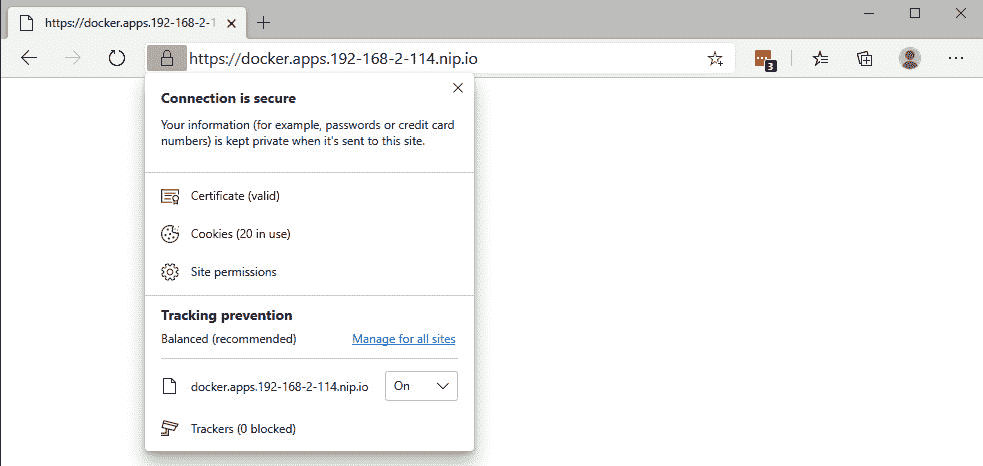 https://docker.apps.192-168-2-1
https://docker.apps.192-168-2-114.nip.io
3
Connection is secure
Your information (for example, passwords or credit card
numbers) is kept private when it's sent to this site.
Certificate (valid)
Cookies (20 in use)
Site permissions
Tracking prevention
Balanced (recommended) Manage for all sites
docker.apps.192-168-2-114.nip.io On
Trackers (0 blocked)